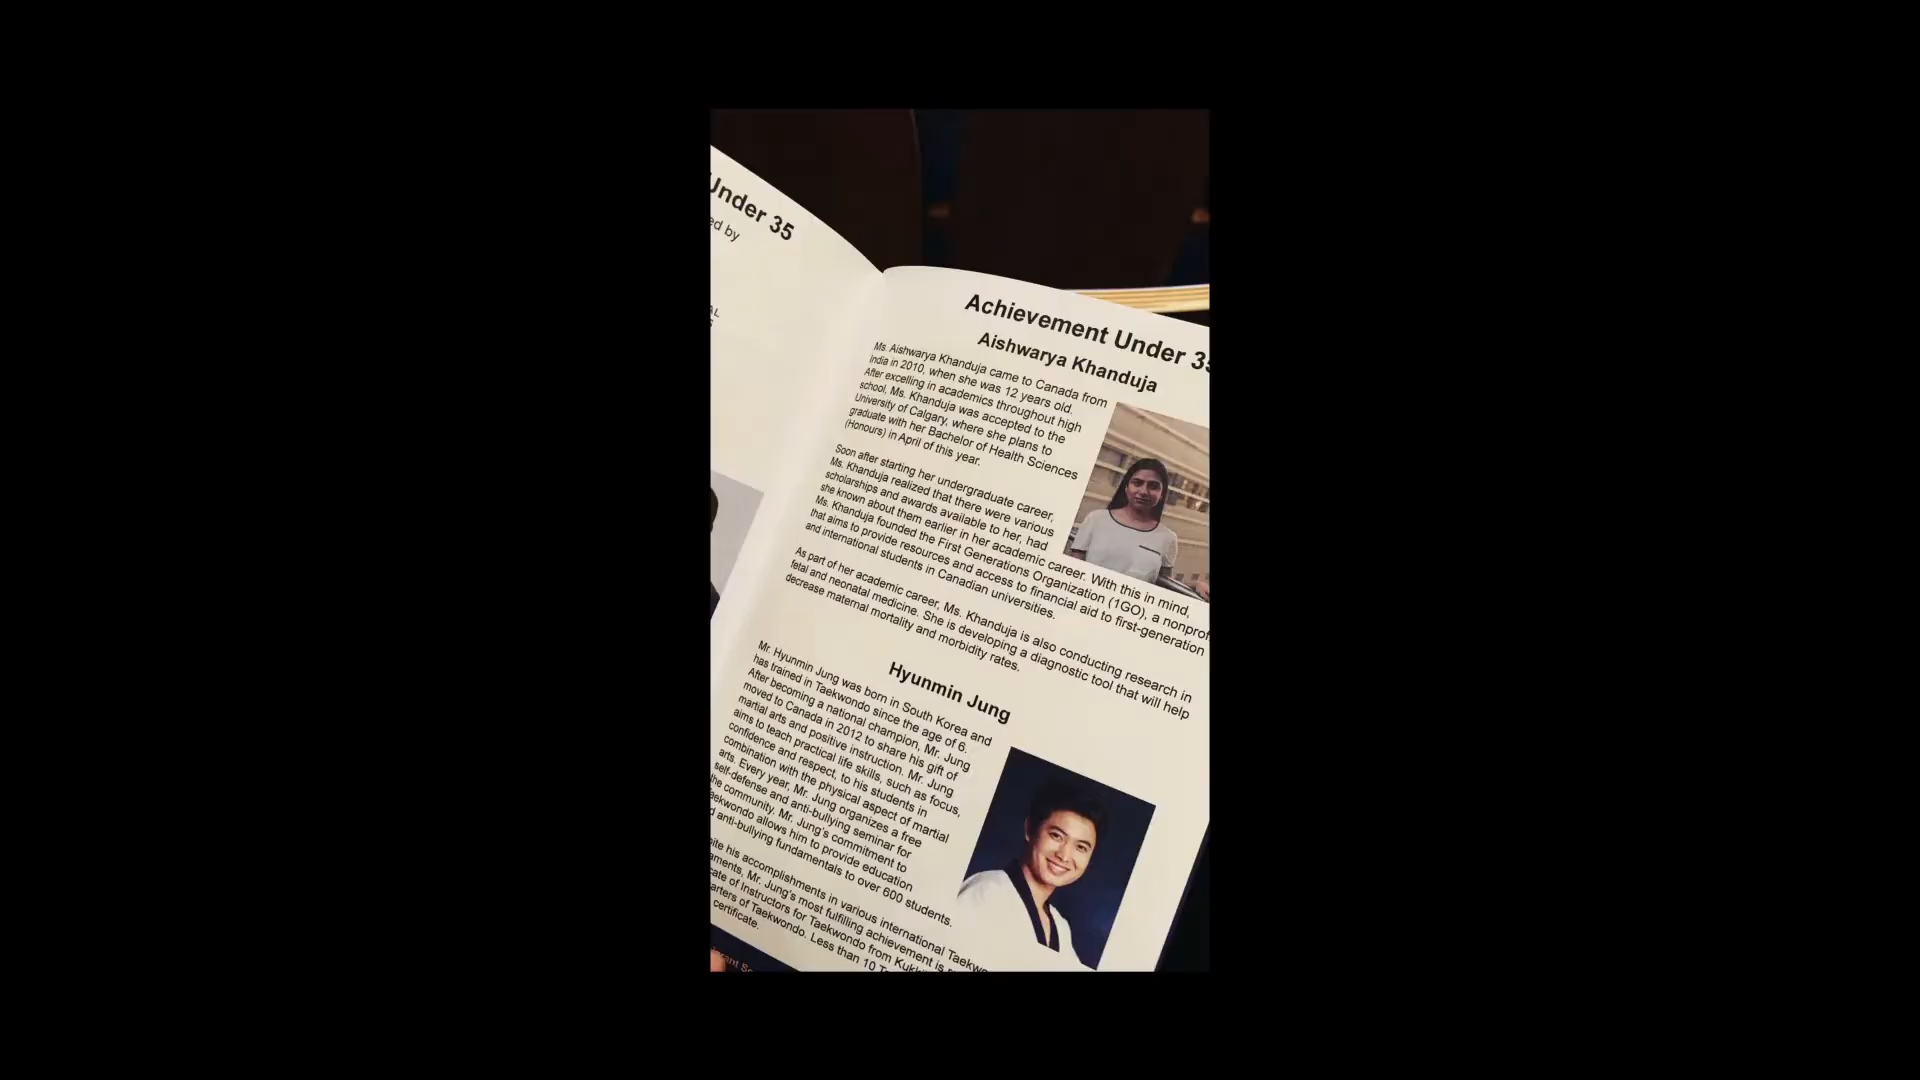 Under 35
ed by
AL
Achievement Under 35
Aishwarya Khanduja
Ms. Aishwarya Khanduja came to Canada from
India in 2010, when she was 12 years old.
After excelling in academics throughout high
school, Ms. Khanduja was accepted to the
University of Calgary, where she plans to
graduate with her Bachelor of Health Sciences
(Honours) in April of this year.
Soon after starting her undergraduate career,
Ms. Khanduja realized that there were various
scholarships and awards available to her, had
she known about them earlier in her academic career. With this in mind,
Ms. Khanduja founded the First Generations Organization (1GO), a nonprof
that aims to provide resources and access to financial aid to first-generation
and international students in Canadian universities.
As part of her academic career, Ms. Khanduja is also conducting research in
fetal and neonatal medicine. She is developing a diagnostic tool that will help
decrease maternal mortality and morbidity rates.
Hyunmin Jung
Mr. Hyunmin Jung was born in South Korea and
has trained in Taekwondo since the age of 6.
After becoming a national champion, Mr. Jung
moved to Canada in 2012 to share his gift of
martial arts and positive instruction. Mr. Jung
aims to teach practical life skills, such as focus,
confidence and respect, to his students in
combination with the physical aspect of martial
arts. Every year, Mr. Jung organizes a free
self-defense and anti-bullying seminar for
the community. Mr. Jung's commitment to
aekwondo allows him to provide education
d anti-bullying fundamentals to over 600 students.
ite his accomplishments in various international Taekwo
aments, Mr. Jung's most fulfilling achievement is r
cate of Instructors for Taekwondo from Kukk
arters of Taekwondo. Less than 10 T
certificate.